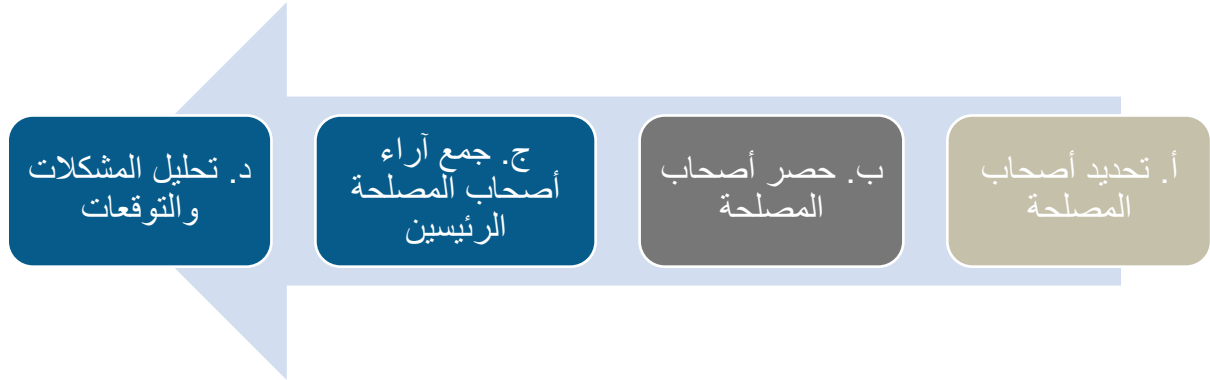 أ. تحديد أصحاب
المصلحة
ب. حصر أصحاب
المصلحة
ج. جمع آراء
أصحاب المصلحة
الرئيسين
د. تحليل المشكلات
والتوقعات